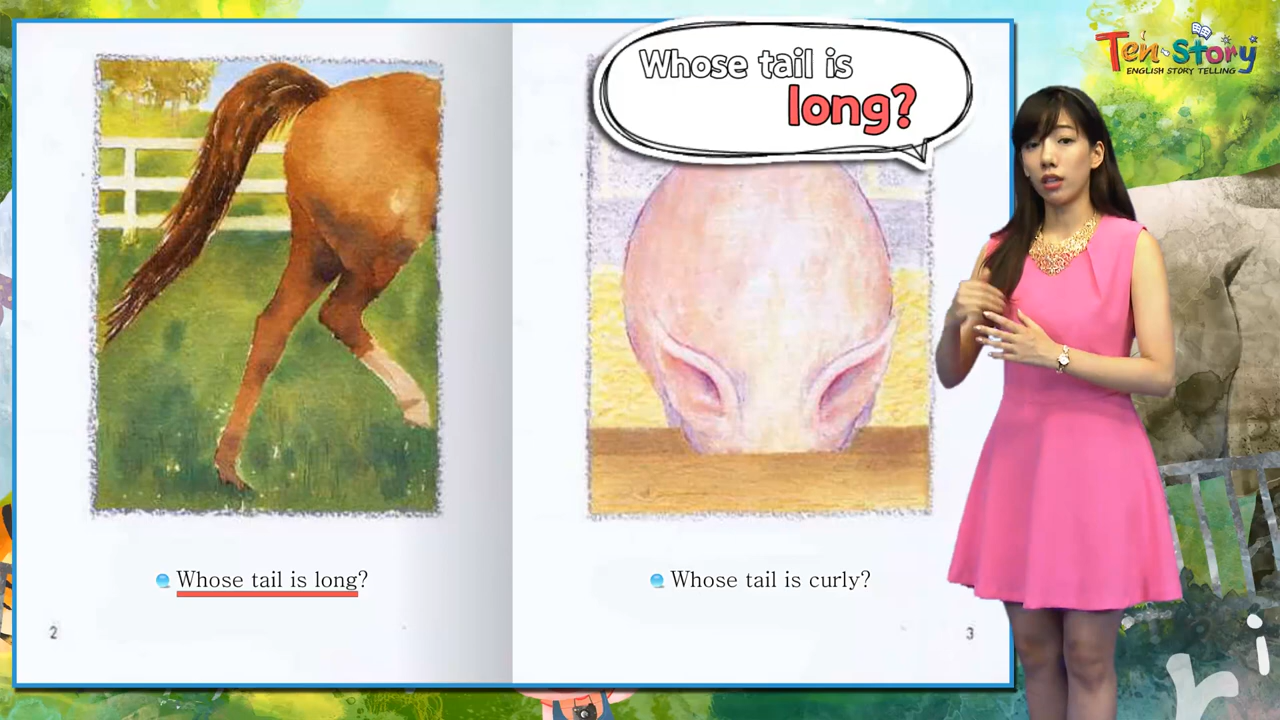 Whose tail is
long?
Ten-Story
ENGLISH STORY TELLING
Whose tail is long?
Whose tail is curly?
2
3
ri